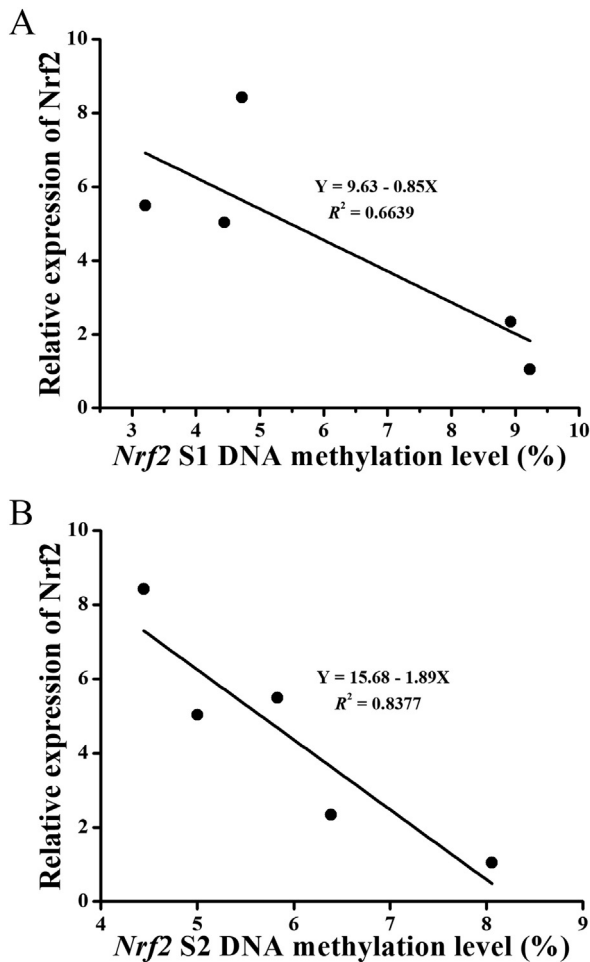 A
Relative expression of Nrf2
10
8
6
4
2
0
Y = 9.63 - 0.85X
R² = 0.6639
3 4 5 6 7 8 9 10
Nrf2 S1 DNA methylation level (%)
B
Relative expression of Nrf2
10
8
6
4
2
0
Y = 15.68 - 1.89X
R² = 0.8377
4 5 6 7 8 9
Nrf2 S2 DNA methylation level (%)